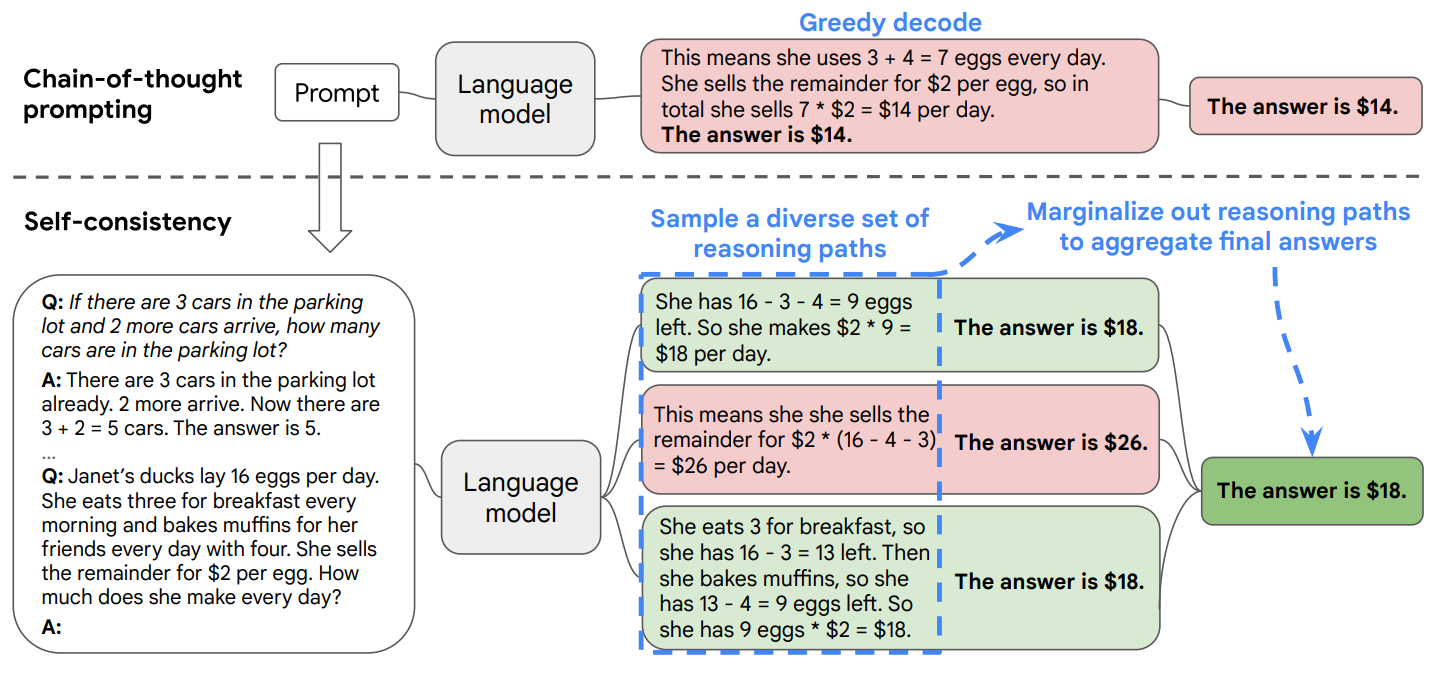 Greedy decode
Chain-of-thought
prompting
Prompt
Language
model
This means she uses 3 + 4 = 7 eggs every day.
She sells the remainder for $2 per egg, so in
total she sells 7 * $2 = $14 per day.
The answer is $14.
The answer is $14.
Self-consistency
Sample a diverse set of
reasoning paths
Marginalize out reasoning paths
to aggregate final answers
Q: If there are 3 cars in the parking
lot and 2 more cars arrive, how many
cars are in the parking lot?
A: There are 3 cars in the parking lot
already. 2 more arrive. Now there are
3 + 2 = 5 cars. The answer is 5.
...
Q: Janet’s ducks lay 16 eggs per day.
She eats three for breakfast every
morning and bakes muffins for her
friends every day with four. She sells
the remainder for $2 per egg. How
much does she make every day?
A:
Language
model
She has 16 - 3 - 4 = 9 eggs
left. So she makes $2 * 9 =
$18 per day.
The answer is $18.
This means she she sells the
remainder for $2 * (16 - 4 - 3)
= $26 per day.
The answer is $26.
She eats 3 for breakfast, so
she has 16 - 3 = 13 left. Then
she bakes muffins, so she
has 13 - 4 = 9 eggs left. So
she has 9 eggs * $2 = $18.
The answer is $18.
The answer is $18.